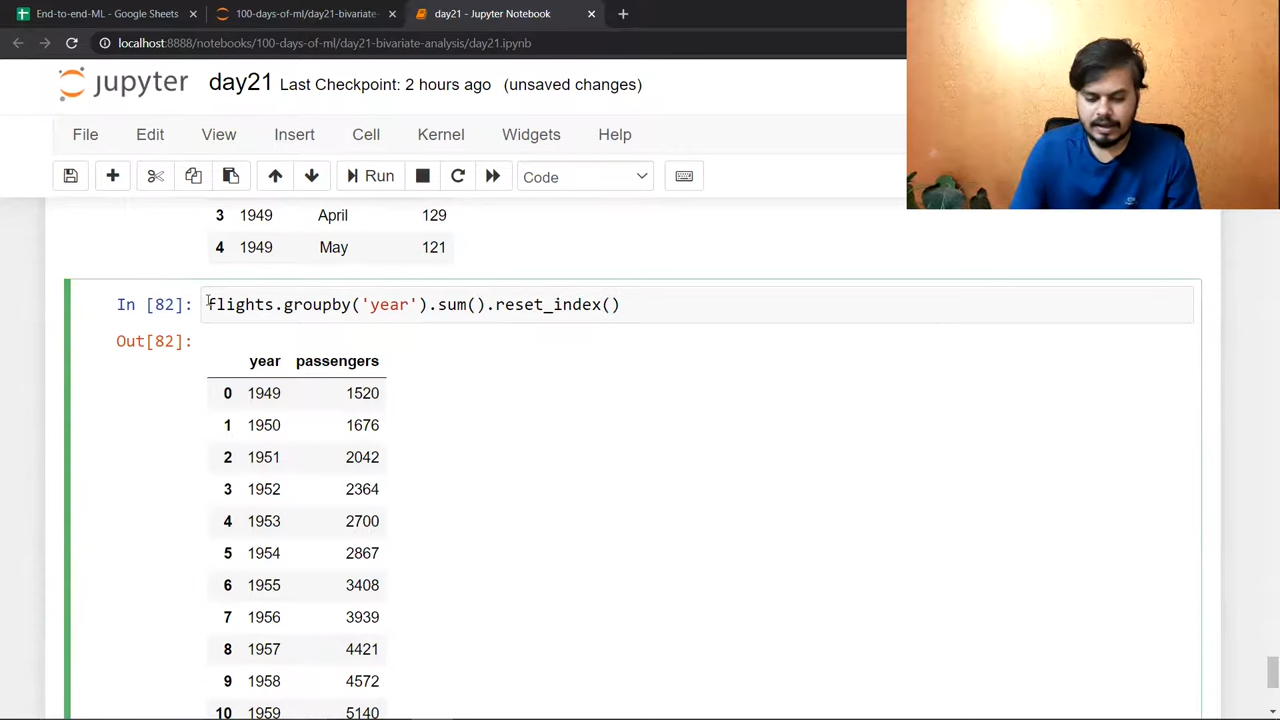 End-to-end-ML - Google Sheets
100-days-of-ml/day21-bivariate-
day21 - Jupyter Notebook
localhost:8888/notebooks/100-days-of-ml/day21-bivariate-analysis/day21.ipynb
jupyter day21 Last Checkpoint: 2 hours ago (unsaved changes)
File Edit View Insert Cell Kernel Widgets Help
Run Code
3 1949 April 129
4 1949 May 121
In [82]: flights.groupby('year').sum().reset_index()
Out[82]:
year passengers
0 1949 1520
1 1950 1676
2 1951 2042
3 1952 2364
4 1953 2700
5 1954 2867
6 1955 3408
7 1956 3939
8 1957 4421
9 1958 4572
10 1959 5140